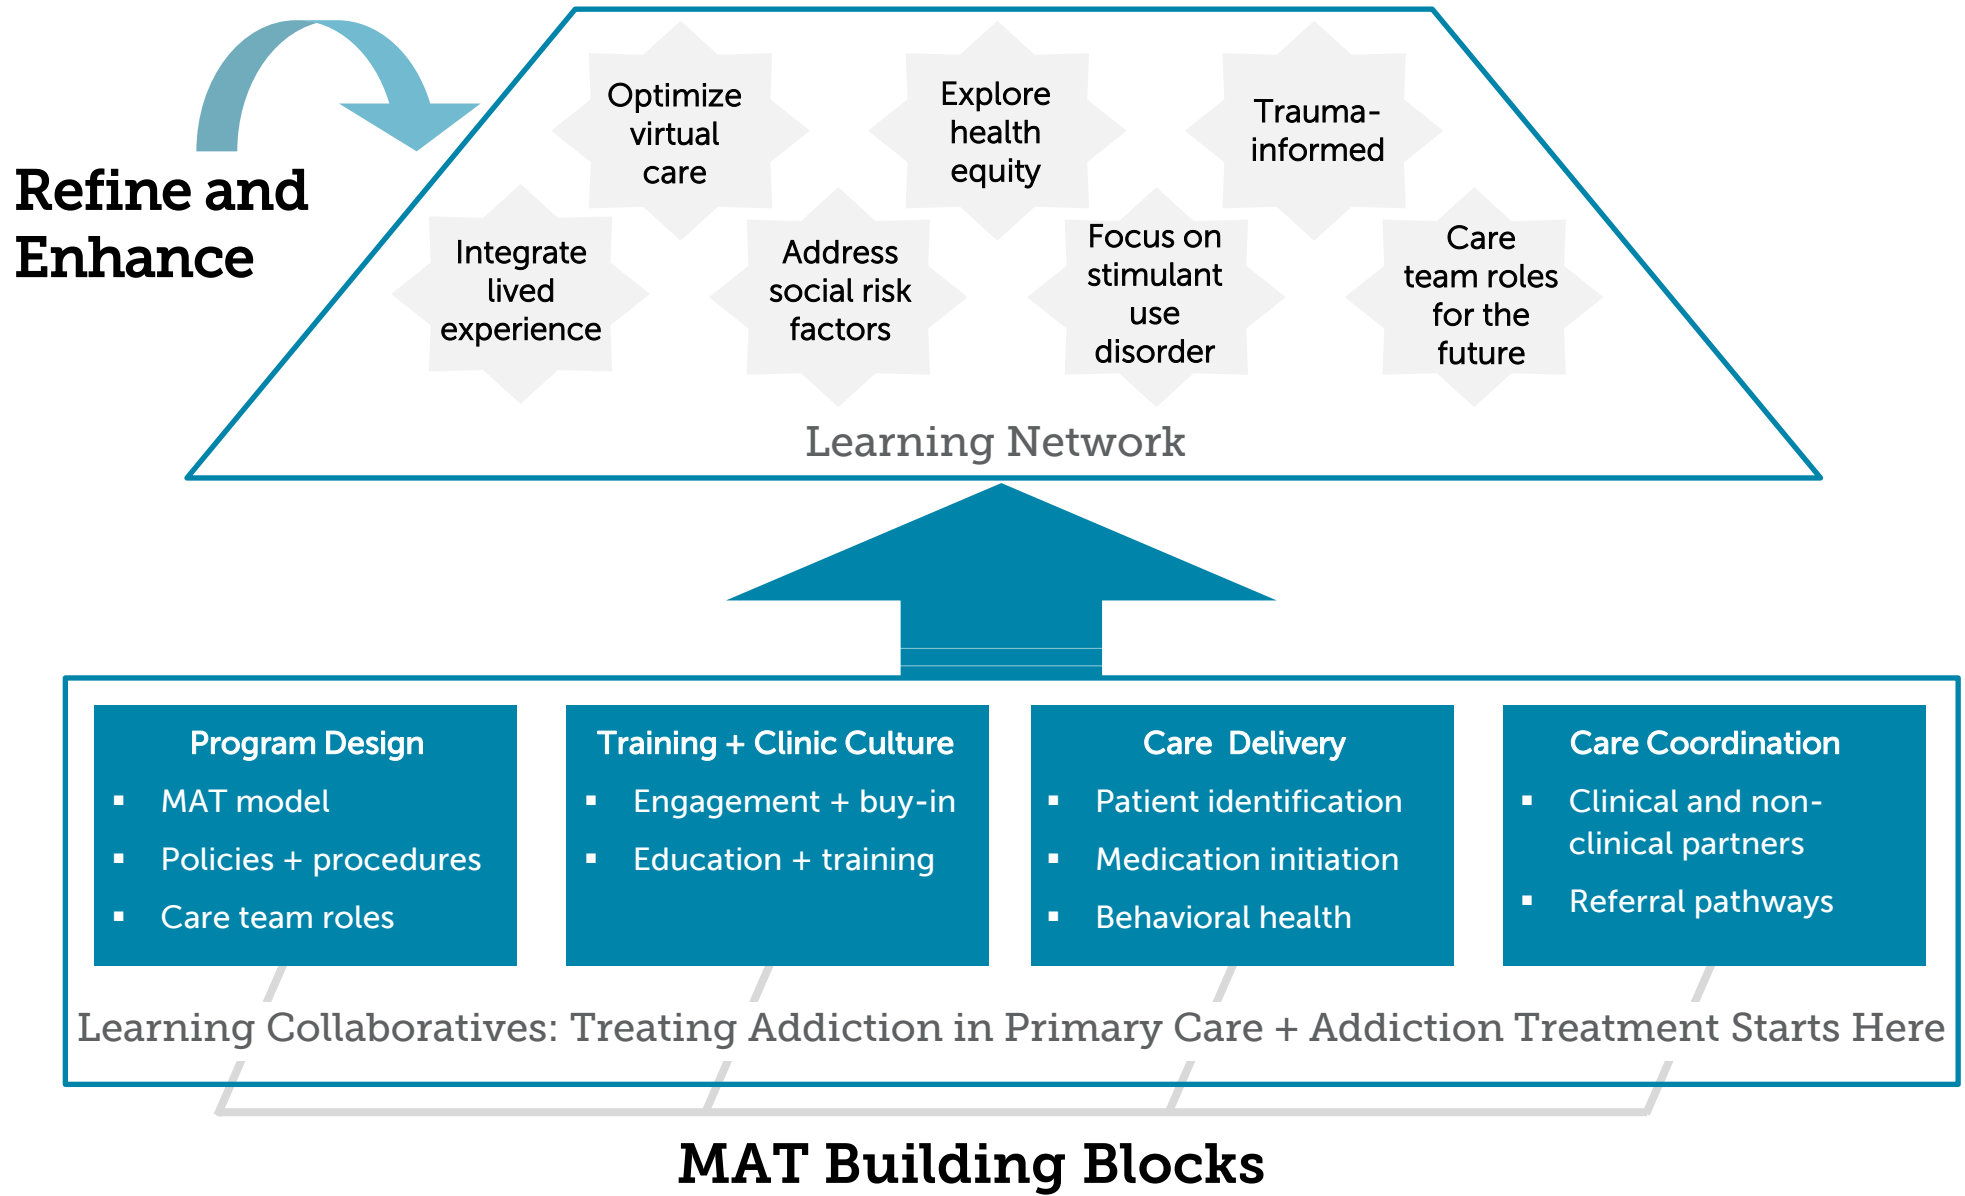 Refine and
Enhance
Optimize
virtual
care
Explore
health
equity
Trauma-
informed
Integrate
lived
experience
Address
social risk
factors
Focus on
stimulant
use
disorder
Care
team roles
for the
future
Learning Network
Program Design
▪ MAT model
▪ Policies + procedures
▪ Care team roles
Training + Clinic Culture
▪ Engagement + buy-in
▪ Education + training
Care Delivery
▪ Patient identification
▪ Medication initiation
▪ Behavioral health
Care Coordination
▪ Clinical and non-
clinical partners
▪ Referral pathways
Learning Collaboratives: Treating Addiction in Primary Care + Addiction Treatment Starts Here
MAT Building Blocks